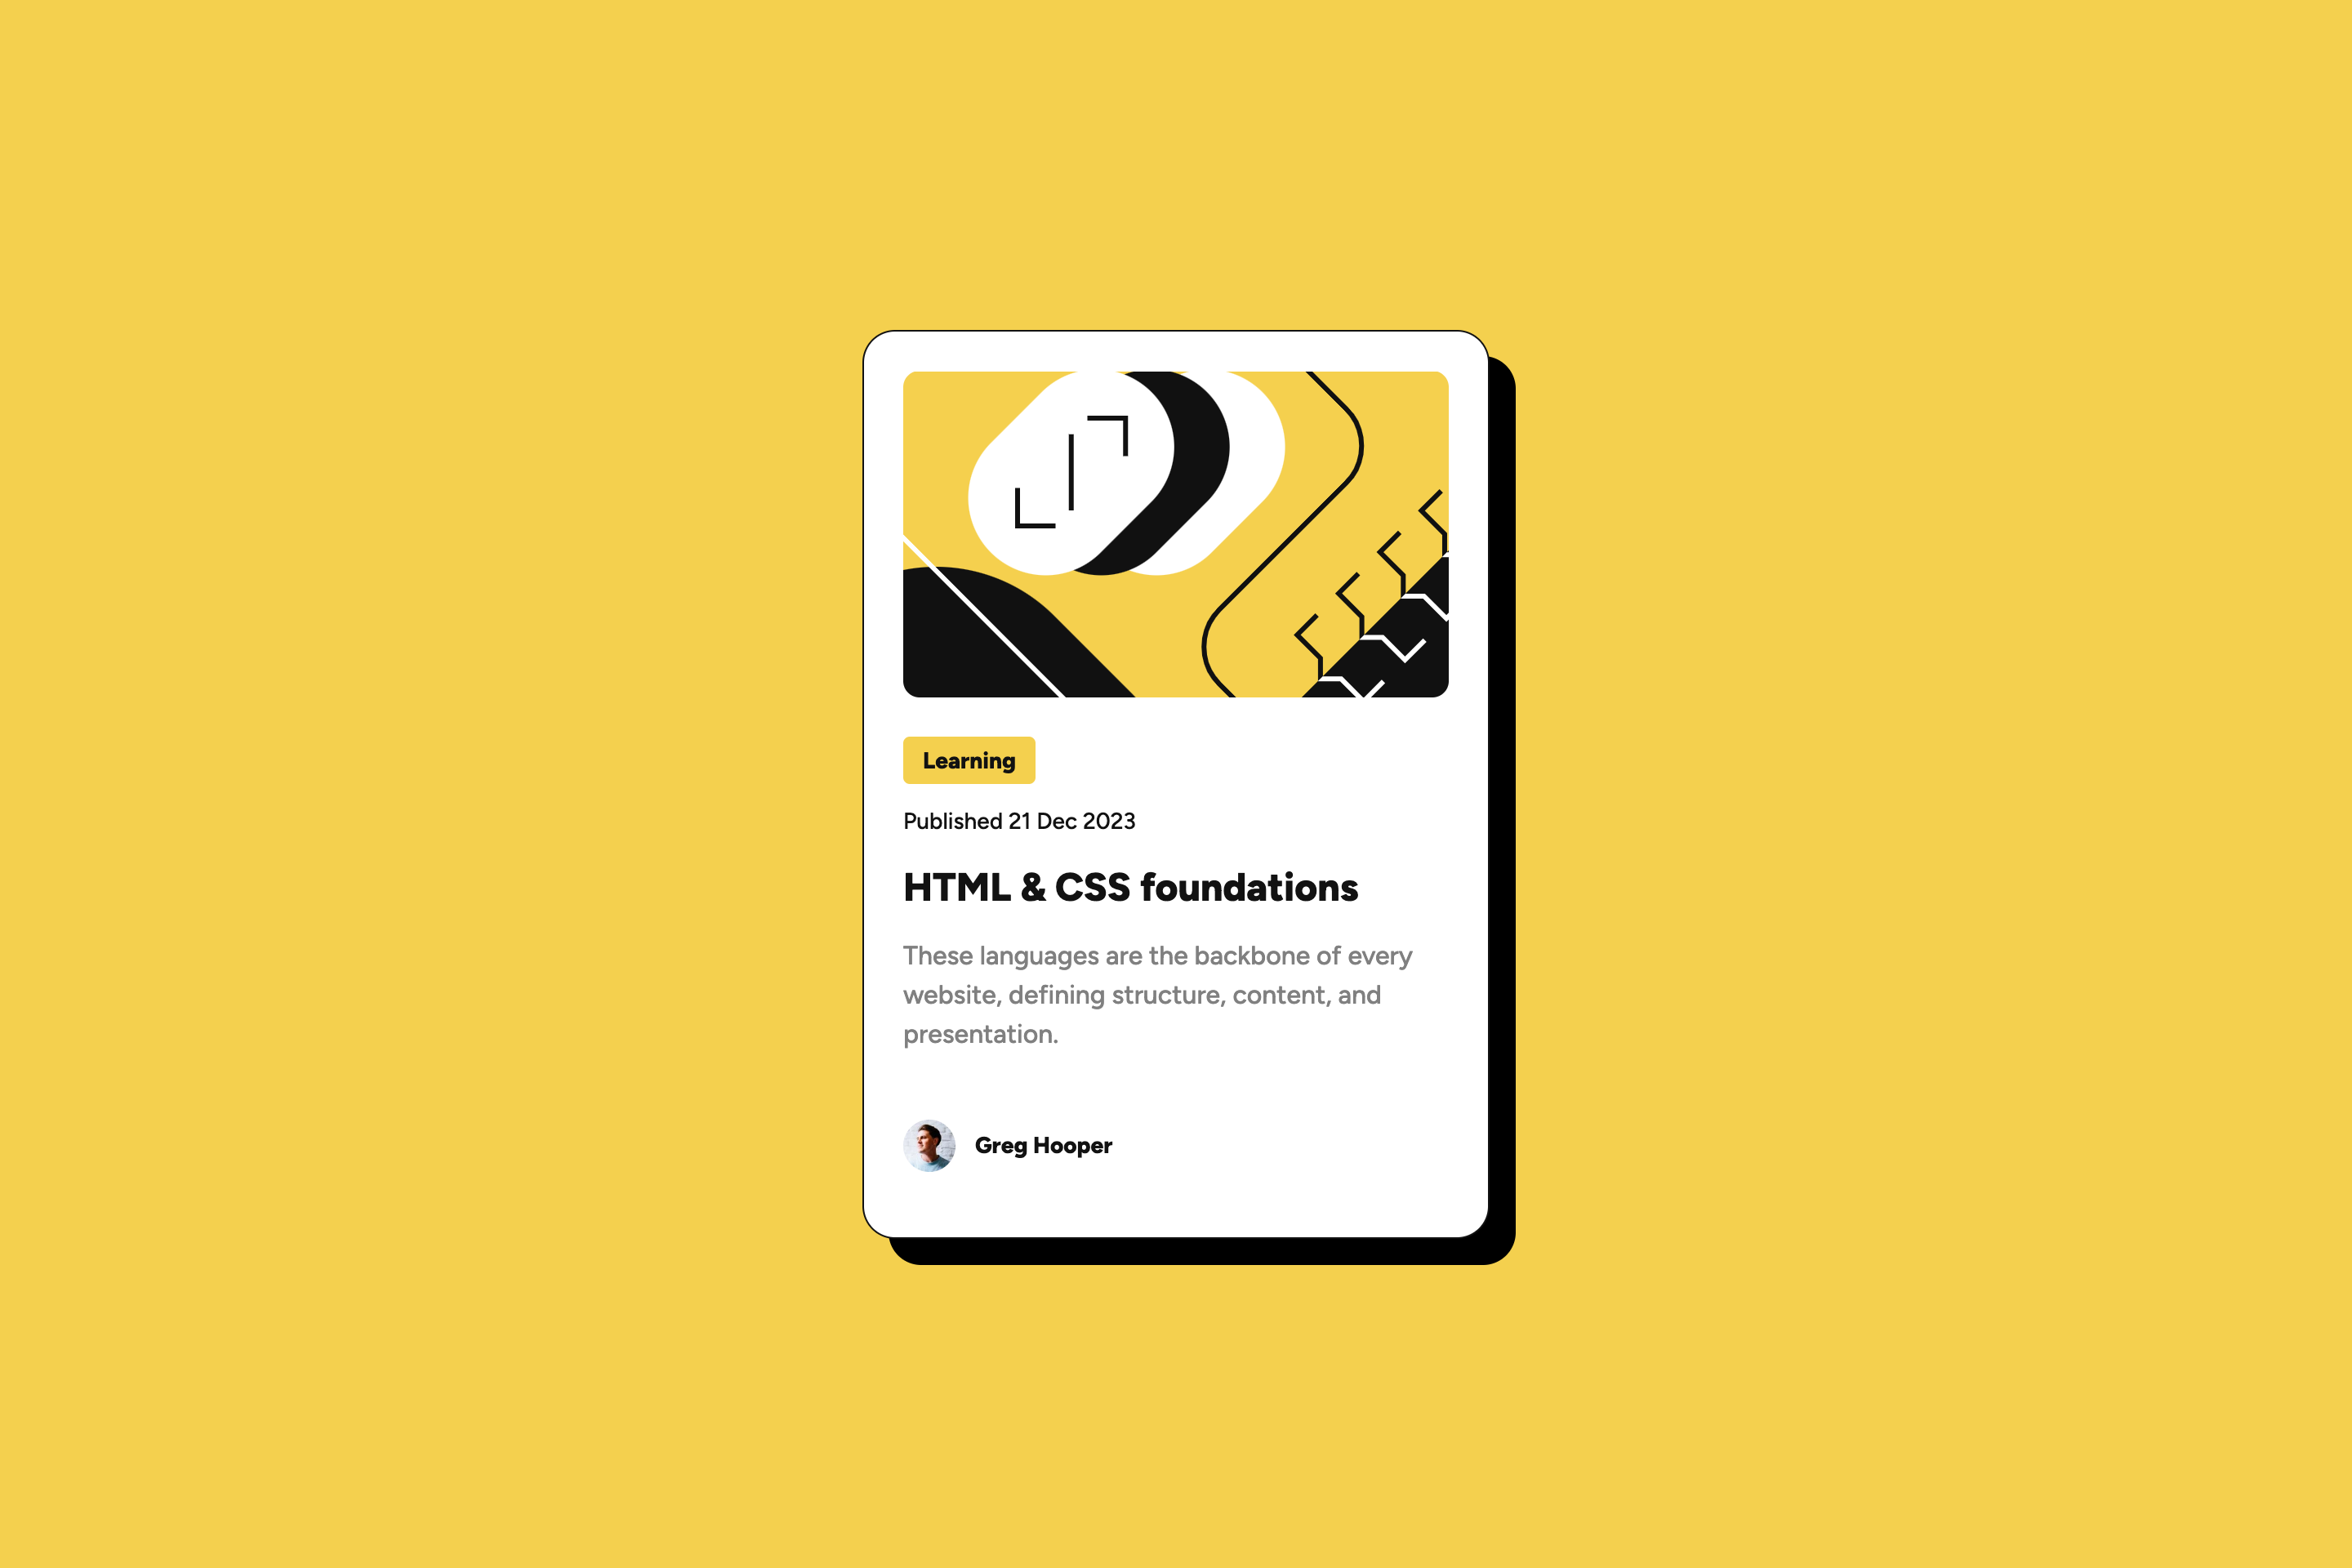 Learning
Published 21 Dec 2023
HTML & CSS foundations
These languages are the backbone of every
website, defining structure, content, and
presentation.
Greg Hooper